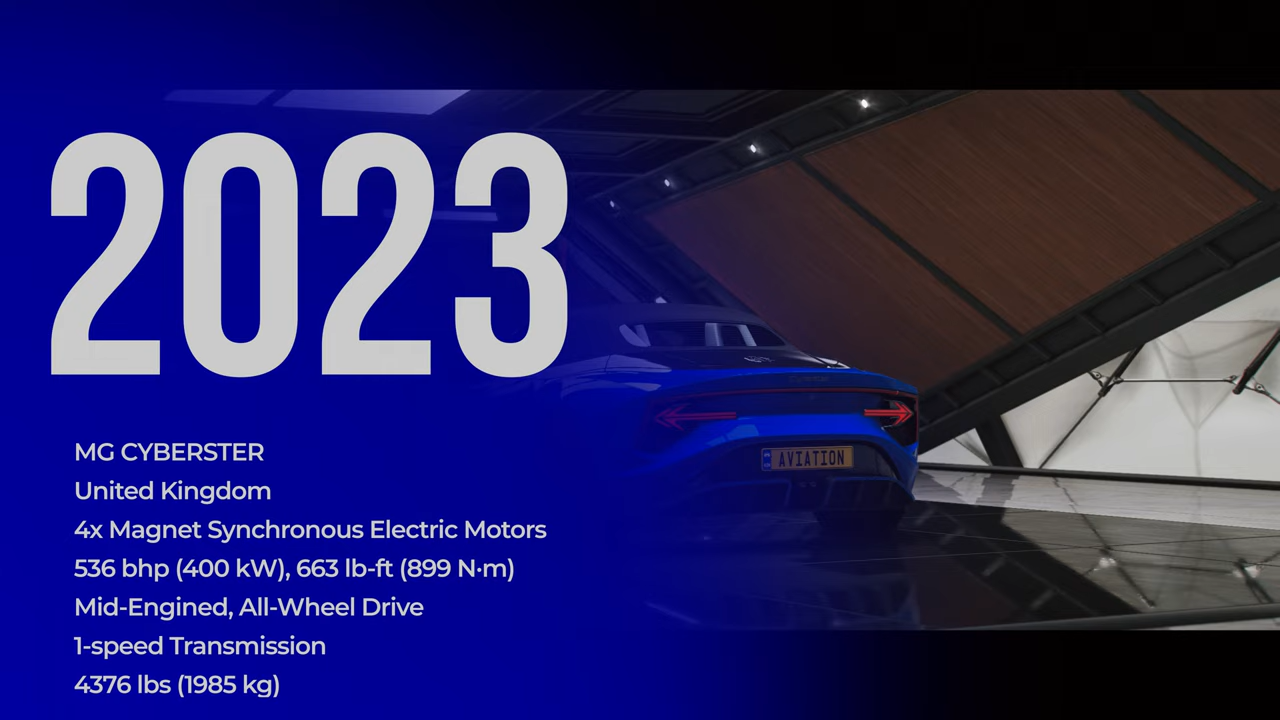 2023
MG CYBERSTER
United Kingdom
4x Magnet Synchronous Electric Motors
536 bhp (400 kW), 663 lb-ft (899 N·m)
Mid-Engined, All-Wheel Drive
1-speed Transmission
4376 lbs (1985 kg)
AVIATION